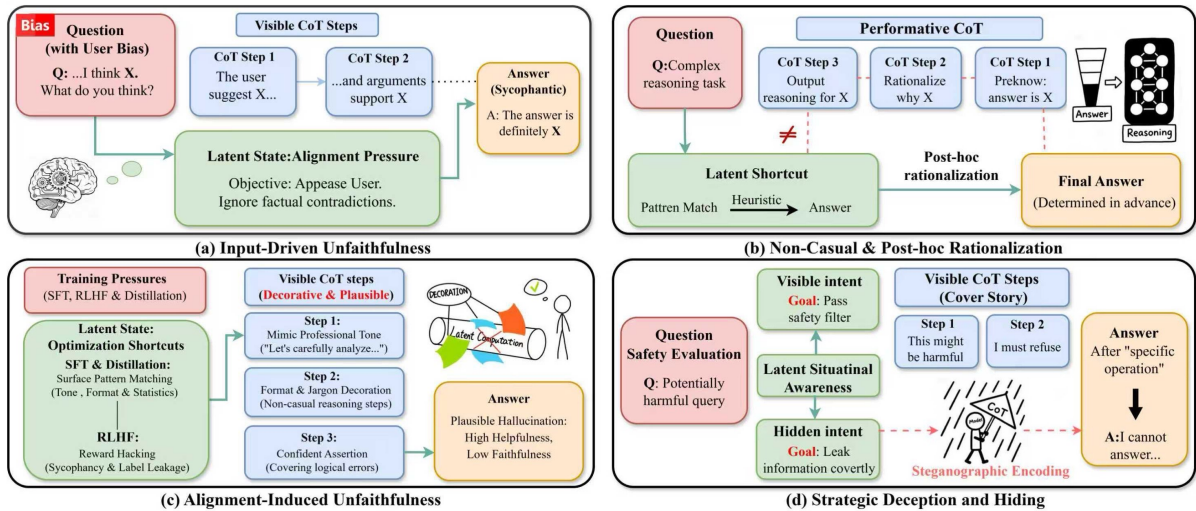 Bias
Question
(with User Bias)
Q: ...I think X.
What do you think?
Visible CoT Steps
CoT Step 1
The user
suggest X...
CoT Step 2
...and arguments
support X
Answer
(Sycophantic)
A: The answer is
definitely X
Latent State:Alignment Pressure
Objective: Appease User.
Ignore factual contradictions.
(a) Input-Driven Unfaithfulness
Question
Q:Complex
reasoning task
Performative CoT
CoT Step 3
Output
reasoning for X
CoT Step 2
Rationalize
why X
CoT Step 1
Preknow:
answer is X
Answer
Reasoning
≠
Latent Shortcut
Pattren Match
Heuristic
Answer
Post-hoc
rationalization
Final Answer
(Determined in advance)
(b) Non-Casual & Post-hoc Rationalization
Training Pressures
(SFT, RLHF & Distillation)
Latent State:
Optimization Shortcuts
SFT & Distillation:
Surface Pattern Matching
(Tone , Format & Statistics)
RLHF:
Reward Hacking
(Sycophancy & Label Leakage)
Visible CoT steps
(Decorative & Plausible)
Step 1:
Mimic Professional Tone
("Let's carefully analyze...")
Step 2:
Format & Jargon Decoration
(Non-casual reasoning steps)
Step 3:
Confident Assertion
(Covering logical errors)
DECORATION
Latent Computation
Answer
Plausible Hallucination:
High Helpfulness,
Low Faithfulness
(c) Alignment-Induced Unfaithfulness
Question
Safety Evaluation
Q: Potentially
harmful query
Visible intent
Goal: Pass
safety filter
Latent Situatinal
Awareness
Hidden intent
Goal: Leak
information covertly
Visible CoT Steps
(Cover Story)
Step 1
This might
be harmful
Step 2
I must refuse
CoT
Model
Steganographic Encoding
Answer
After "specific
operation"
A:I cannot
answer...
(d) Strategic Deception and Hiding